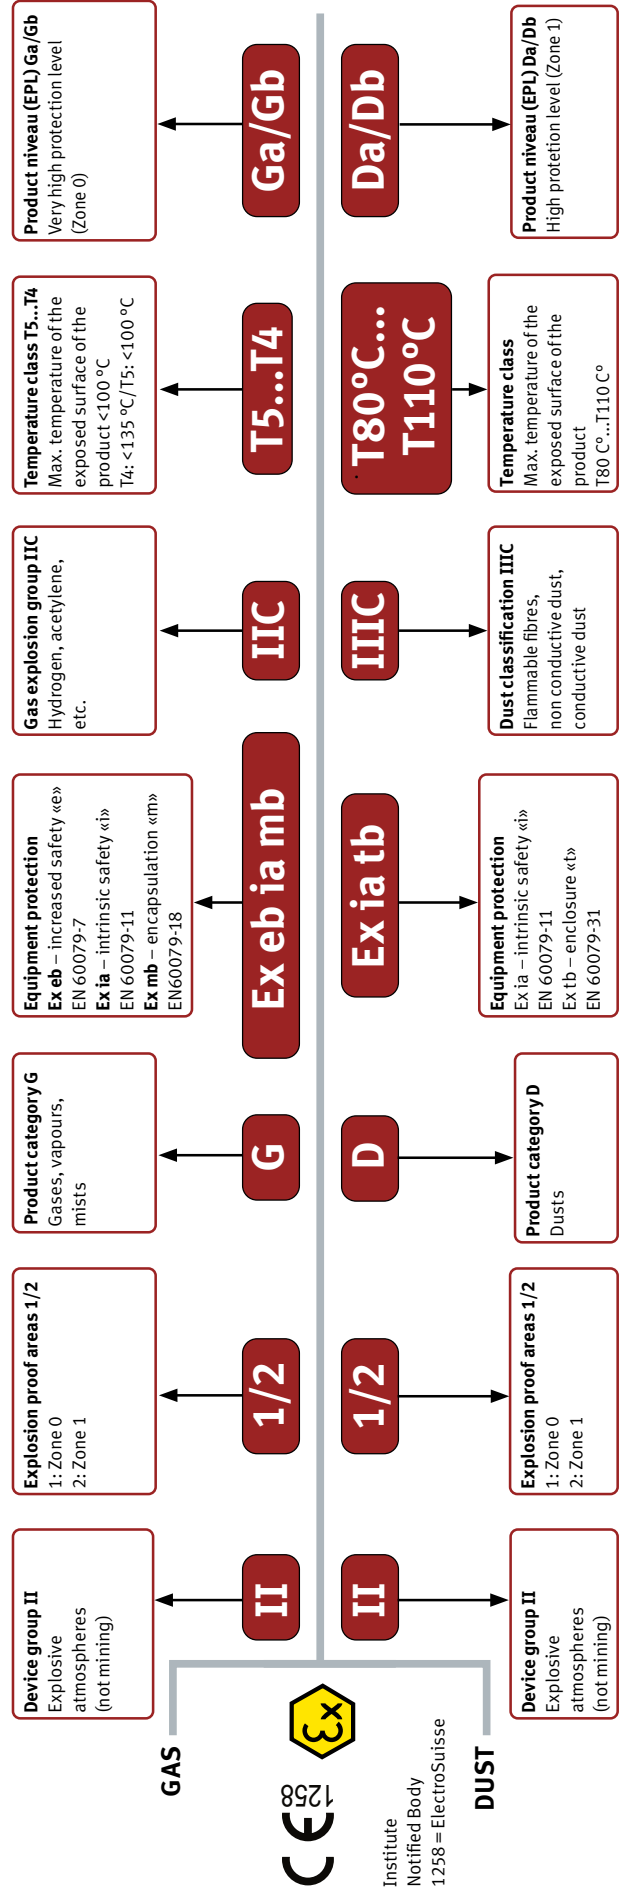 CE 1258
Ex
Institute
Notified Body
1258 = ElectroSuisse
GAS
Device group II
Explosive
atmospheres
(not mining)
II
Explosion proof areas 1/2
1: Zone 0
2: Zone 1
1/2
Product category G
Gases, vapours,
mists
G
Equipment protection
Ex eb – increased safety «e»
EN 60079-7
Ex ia – intrinsic safety «i»
EN 60079-11
Ex mb – encapsulation «m»
EN60079-18
Ex eb ia mb
Gas explosion group IIC
Hydrogen, acetylene,
etc.
IIC
Temperature class T5...T4
Max. temperature of the
exposed surface of the
product <100 °C
T4: <135 °C/T5: <100 °C
T5...T4
Product niveau (EPL) Ga/Gb
Very high protection level
(Zone 0)
Ga/Gb
DUST
II
Device group II
Explosive
atmospheres
(not mining)
1/2
Explosion proof areas 1/2
1: Zone 0
2: Zone 1
D
Product category D
Dusts
Ex ia tb
Equipment protection
Ex ia – intrinsic safety «i»
EN 60079-11
Ex tb – enclosure «t»
EN 60079-31
IIIC
Dust classification IIIC
Flammable fibres,
non conductive dust,
conductive dust
T80°C...
T110°C
Temperature class
Max. temperature of the
exposed surface of the
product
T80 C°...T110 C°
Da/Db
Product niveau (EPL) Da/Db
High protetion level (Zone 1)